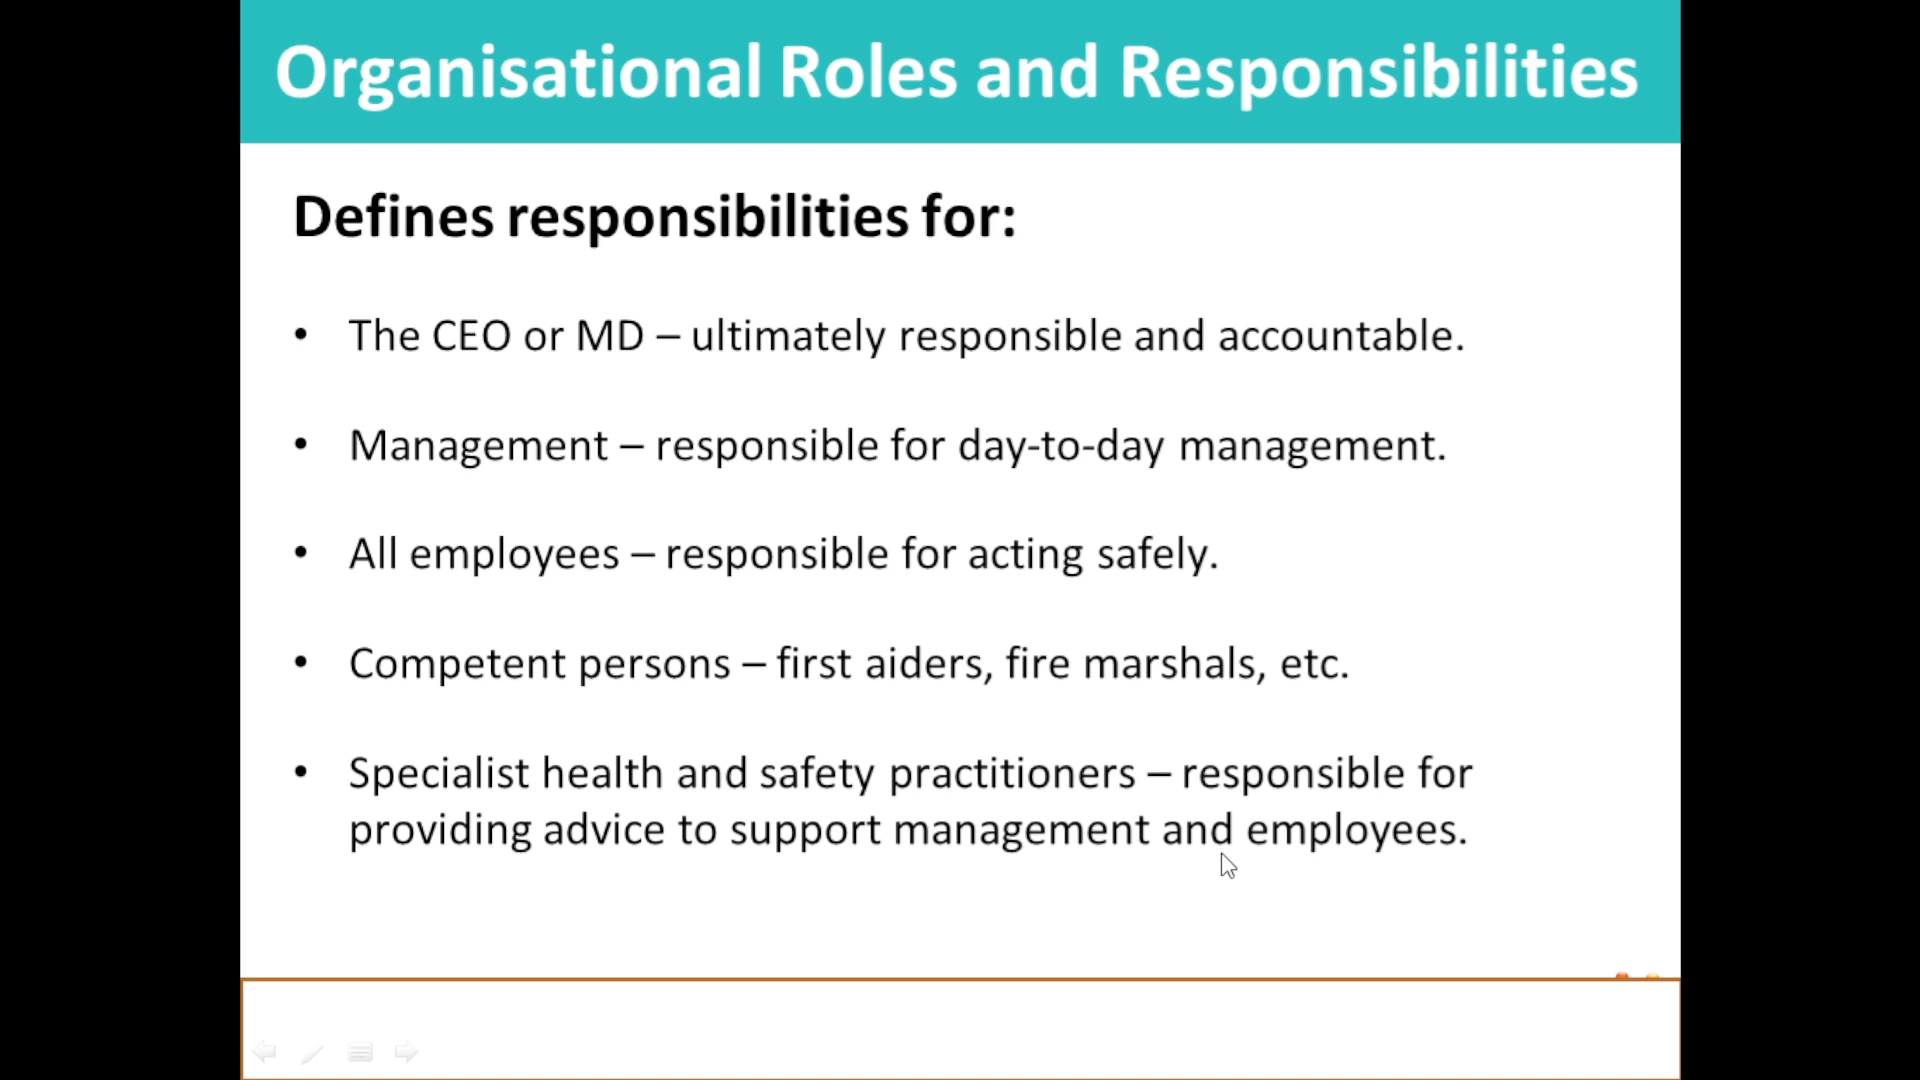 Organisational Roles and Responsibilities
Defines responsibilities for:
• The CEO or MD – ultimately responsible and accountable.
• Management – responsible for day-to-day management.
• All employees – responsible for acting safely.
• Competent persons – first aiders, fire marshals, etc.
• Specialist health and safety practitioners – responsible for
providing advice to support management and employees.